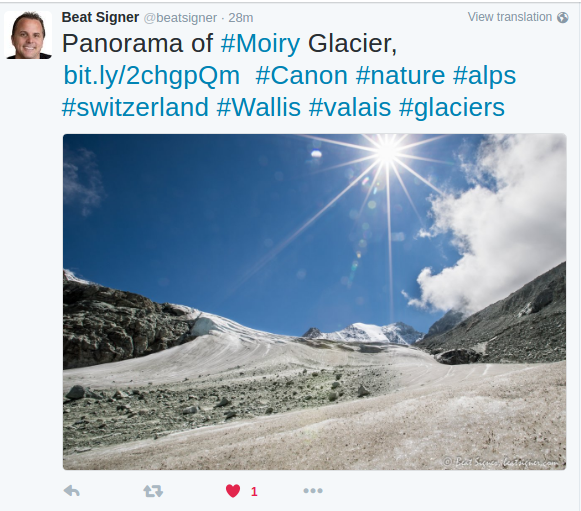 Beat Signer @beatsigner · 28m
View translation
Panorama of #Moiry Glacier,
bit.ly/2chgpQm #Canon #nature #alps
#switzerland #Wallis #valais #glaciers
© Beat Signer, beatsigner.com
1